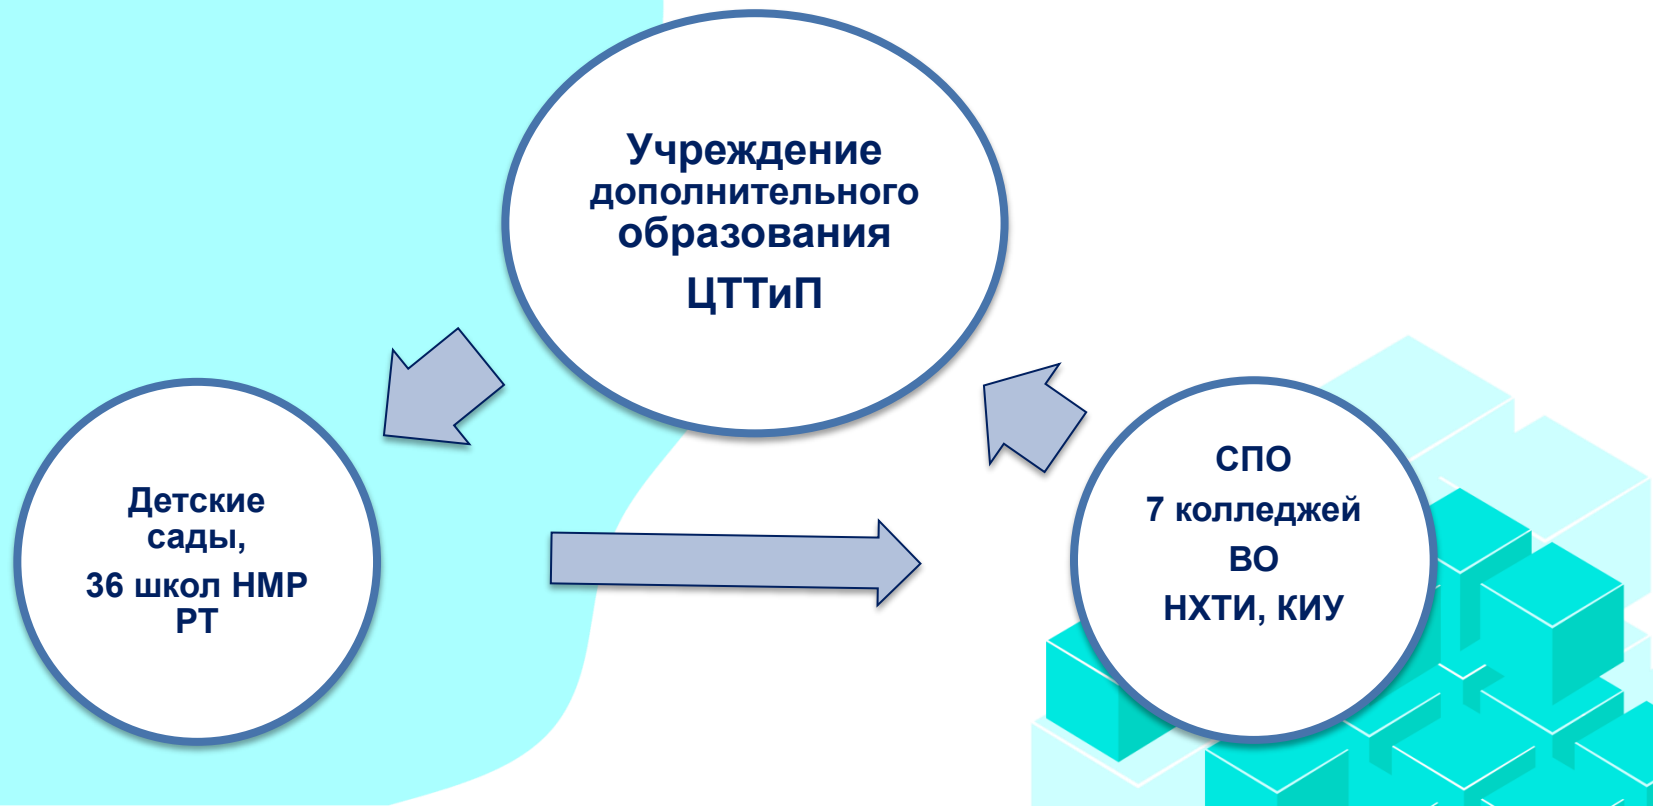 Учреждение
дополнительного
образования
ЦТТиП
Детские
сады,
36 школ НМР
РТ
СПО
7 колледжей
ВО
НХТИ, КИУ